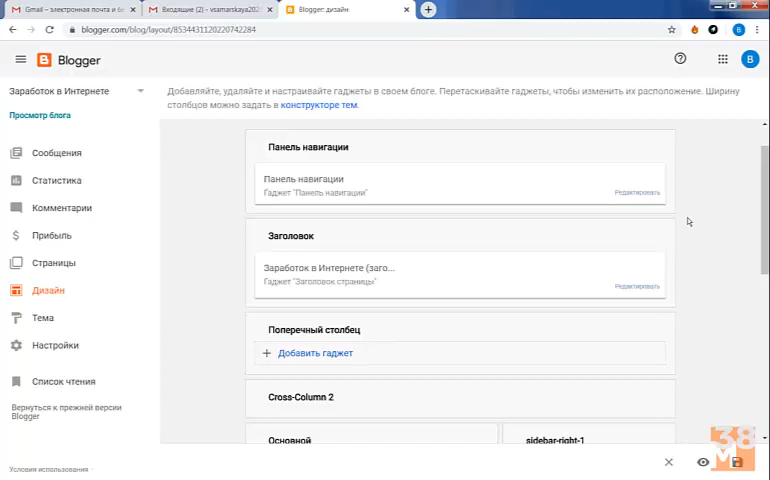 Gmail – электронная почта и бе
Входящие (2) - vsamarskaya202
Blogger: дизайн
blogger.com/blog/layout/8534431120220742284
B
Blogger
B
Заработок в Интернете
Просмотр блога
Добавляйте, удаляйте и настраивайте гаджеты в своем блоге. Перетаскивайте гаджеты, чтобы изменить их расположение. Ширину
столбцов можно задать в конструкторе тем.
Сообщения
Статистика
Комментарии
Прибыль
Страницы
Дизайн
Тема
Настройки
Список чтения
Вернуться к прежней версии
Blogger
Условия использования
Панель навигации
Панель навигации
Гаджет "Панель навигации"
Редактировать
Заголовок
Заработок в Интернете (заго...
Гаджет "Заголовок страницы"
Редактировать
Поперечный столбец
+ Добавить гаджет
Cross-Column 2
Основной
sidebar-right-1
38
М